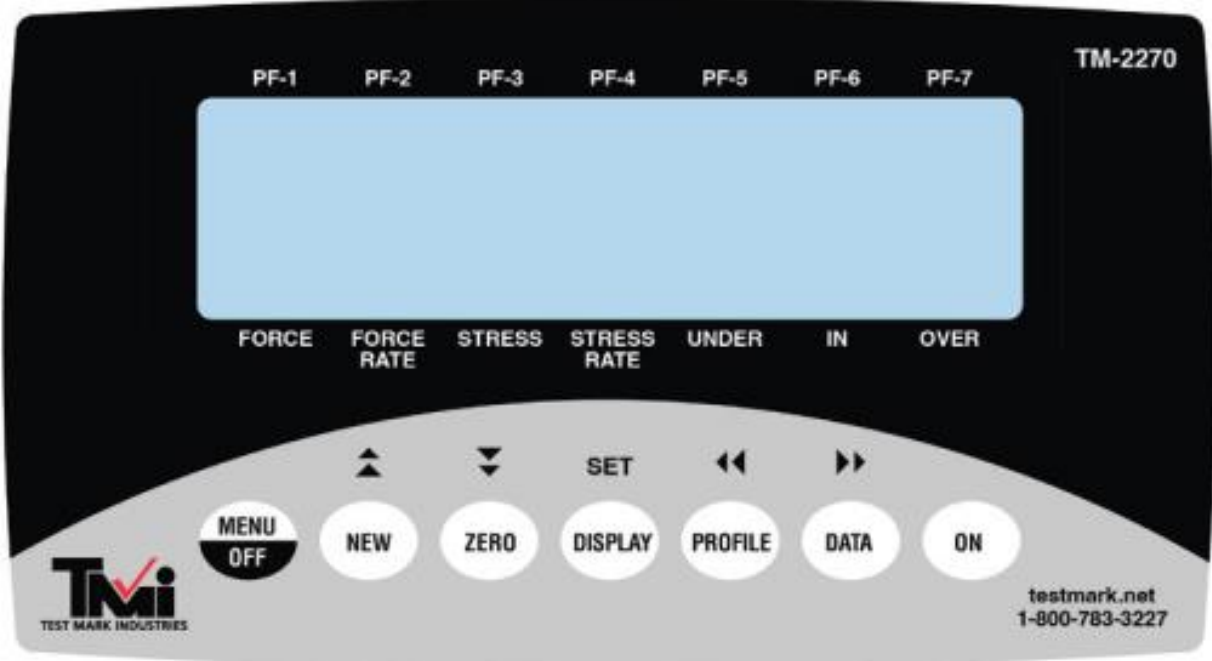 TM-2270
PF-1 PF-2 PF-3 PF-4 PF-5 PF-6 PF-7
FORCE FORCE RATE STRESS STRESS RATE UNDER IN OVER
SET
MENU OFF NEW ZERO DISPLAY PROFILE DATA ON
TMi
TEST MARK INDUSTRIES
testmark.net
1-800-783-3227